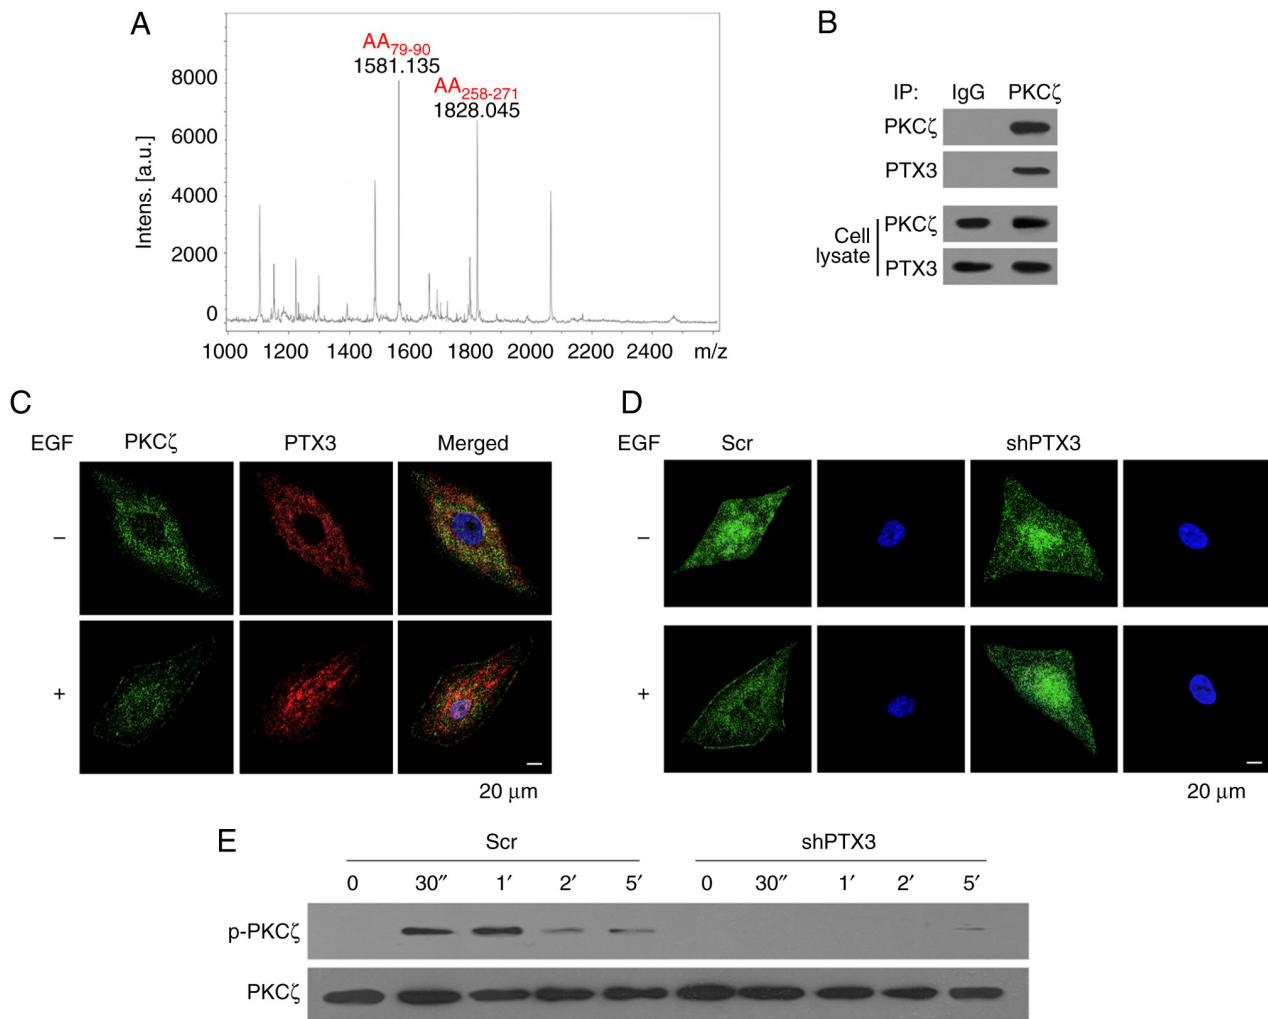 A
AA79-90
1581.135
AA258-271
1828.045
8000
6000
4000
2000
0
Intens. [a.u.]
1000 1200 1400 1600 1800 2000 2200 2400 m/z
B
IP: IgG PKCζ
PKCζ
PTX3
Cell lysate
PKCζ
PTX3
C
EGF PKCζ PTX3 Merged
−
+
20 μm
D
EGF Scr shPTX3
−
+
20 μm
E
Scr shPTX3
0 30″ 1′ 2′ 5′ 0 30″ 1′ 2′ 5′
p-PKCζ
PKCζ